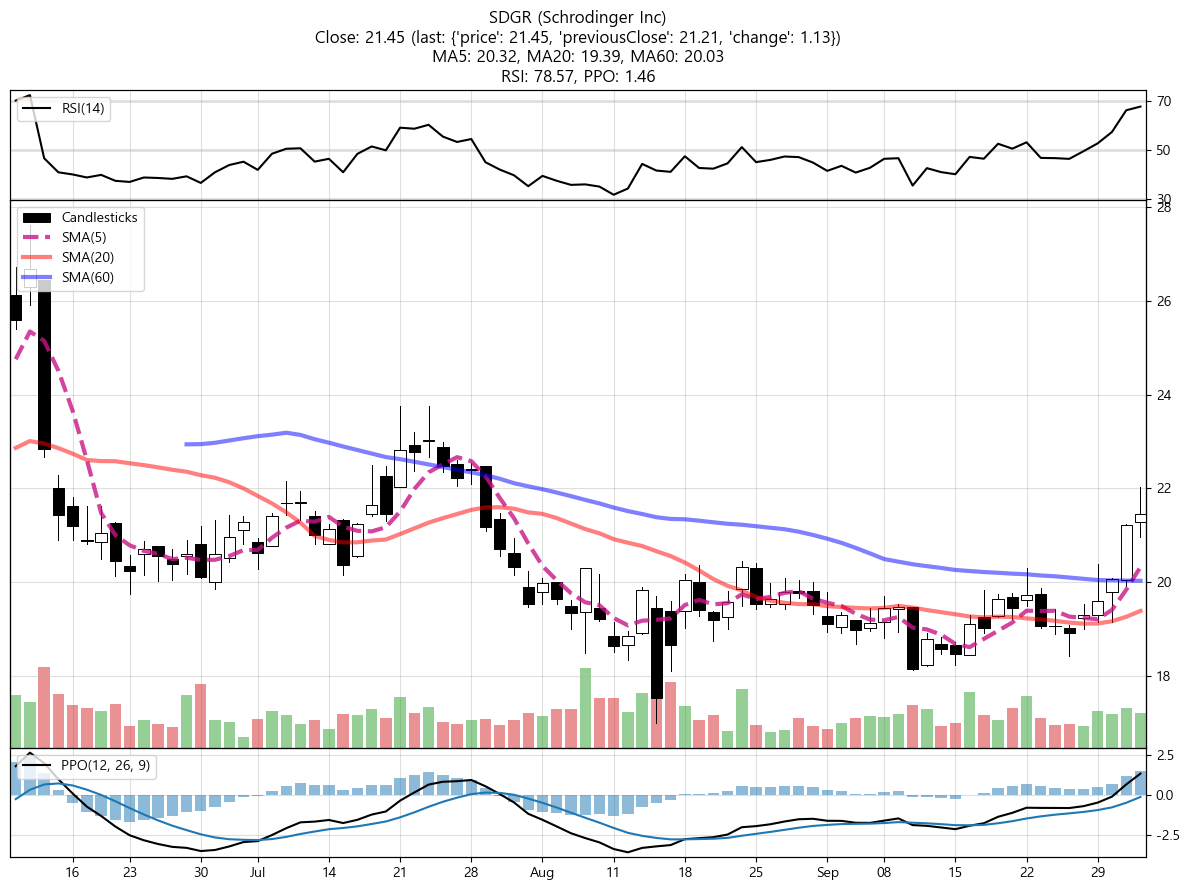 SDGR (Schrodinger Inc)
Close: 21.45 (last: {'price': 21.45, 'previousClose': 21.21, 'change': 1.13})
MA5: 20.32, MA20: 19.39, MA60: 20.03
RSI: 78.57, PPO: 1.46
RSI(14)
70
50
30
28
Candlesticks
SMA(5)
SMA(20)
SMA(60)
26
24
22
20
18
PPO(12, 26, 9)
2.5
0.0
−2.5
16 23 30 Jul 14 21 28 Aug 11 18 25 Sep 08 15 22 29